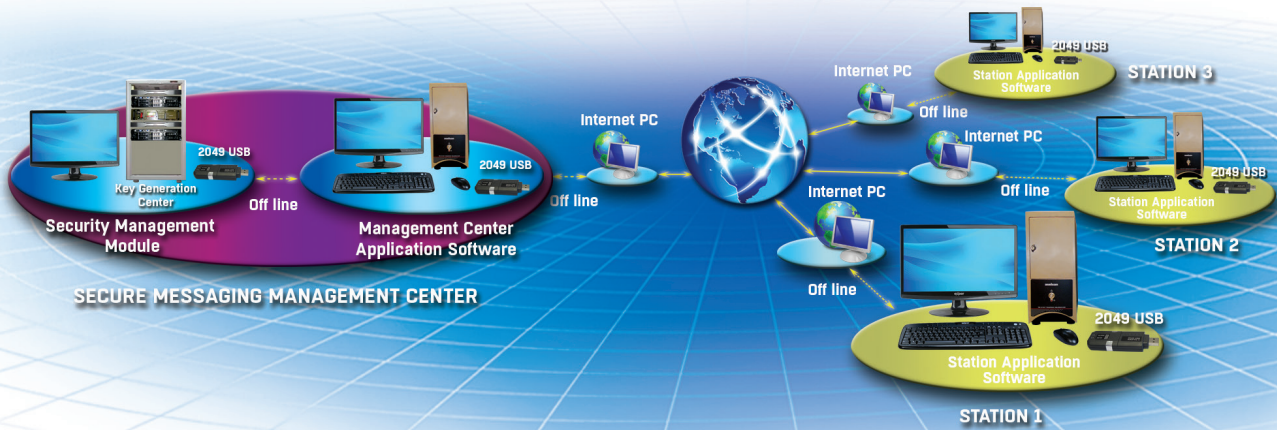 2049 USB
Key Generation
Center
Security Management
Module
Off line
2049 USB
Management Center
Application Software
SECURE MESSAGING MANAGEMENT CENTER
Off line
Internet PC
Internet PC
Off line
2049 USB
Station Application
Software
STATION 3
Internet PC
Off line
2049 USB
Station Application
Software
STATION 2
Internet PC
Off line
2049 USB
Station Application
Software
STATION 1